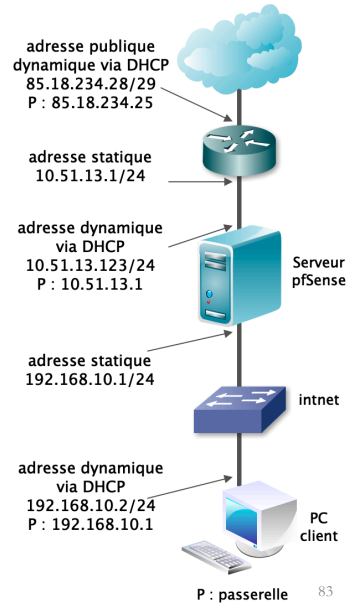 adresse publique
dynamique via DHCP
85.18.234.28/29
P : 85.18.234.25
adresse statique
10.51.13.1/24
adresse dynamique
via DHCP
10.51.13.123/24
P : 10.51.13.1
Serveur
pfSense
adresse statique
192.168.10.1/24
intnet
adresse dynamique
via DHCP
192.168.10.2/24
P : 192.168.10.1
PC
client
P : passerelle
83